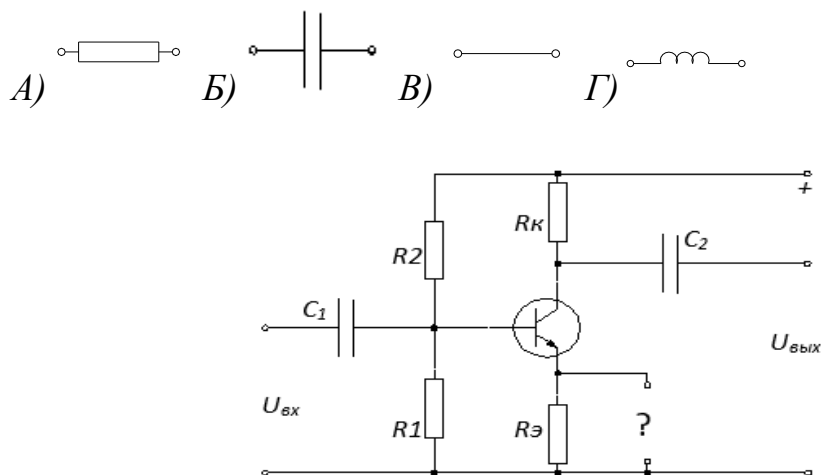 А) Б) В) Г)
+
Rк
C2
R2
C1
Uвых
Uвх
R1 Rэ ?